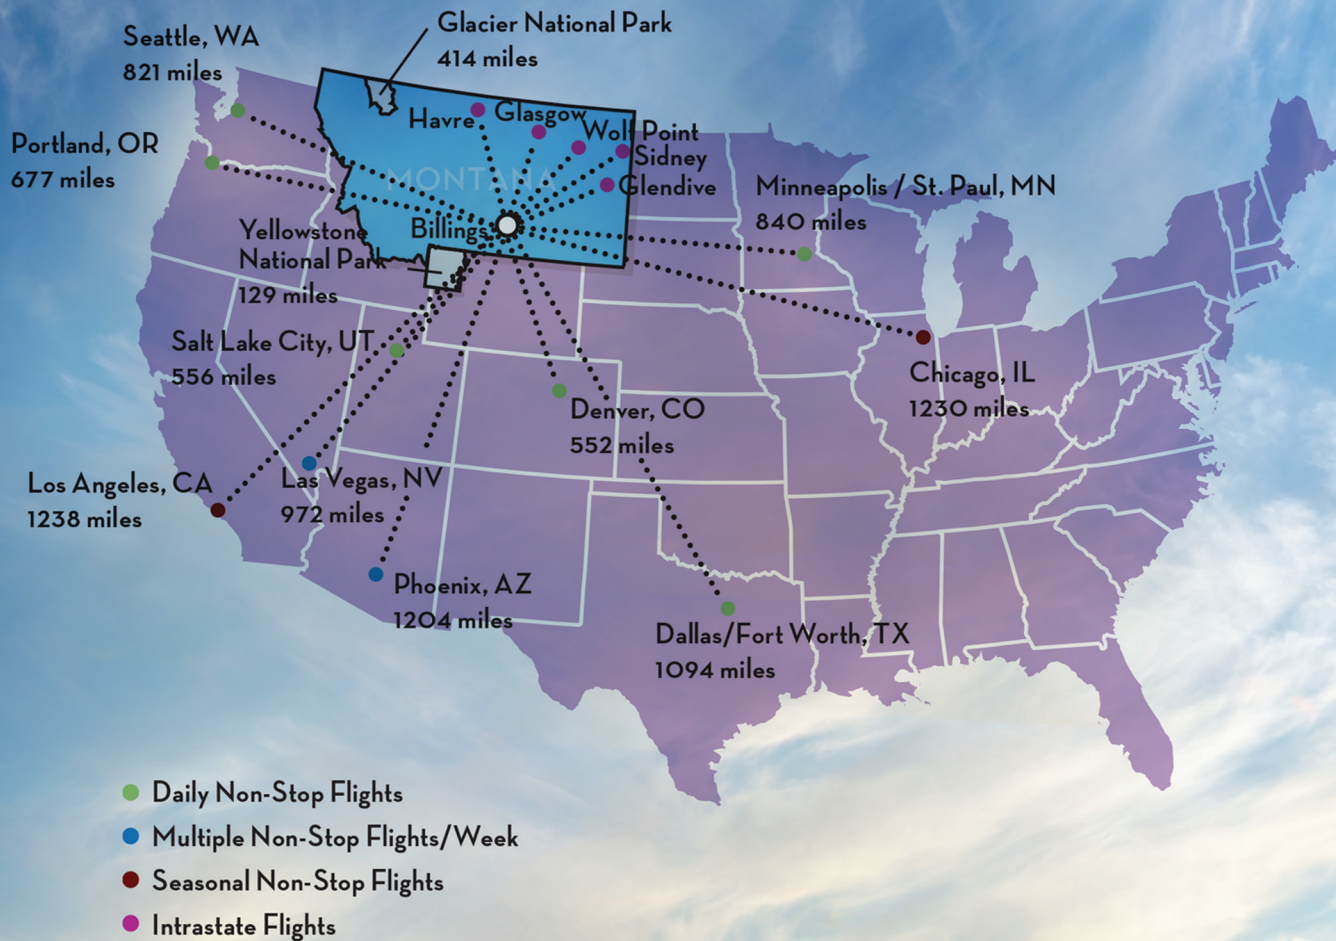 Glacier National Park
414 miles
Seattle, WA
821 miles
Havre
Glasgow
Wolf Point
Portland, OR
677 miles
Sidney
MONTANA
Glendive
Minneapolis / St. Paul, MN
840 miles
Billings
Yellowstone
National Park
129 miles
Salt Lake City, UT
556 miles
Chicago, IL
1230 miles
Denver, CO
552 miles
Los Angeles, CA
1238 miles
Las Vegas, NV
972 miles
Phoenix, AZ
1204 miles
Dallas/Fort Worth, TX
1094 miles
Daily Non-Stop Flights
Multiple Non-Stop Flights/Week
Seasonal Non-Stop Flights
Intrastate Flights